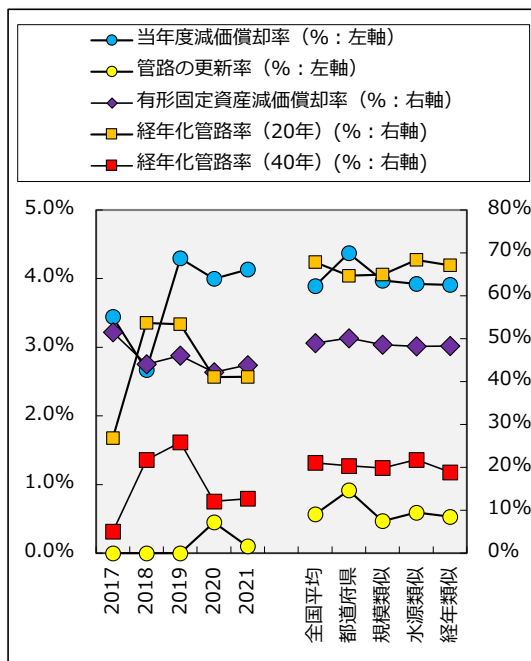 当年度減価償却率（%：左軸）
管路の更新率（%：左軸）
有形固定資産減価償却率（%：右軸）
経年化管路率（20年）(%：右軸)
経年化管路率（40年）(%：右軸)
5.0%
4.0%
3.0%
2.0%
1.0%
0.0%
80%
70%
60%
50%
40%
30%
20%
10%
0%
2017
2018
2019
2020
2021
全国平均
都道府県
規模類似
水源類似
経年類似